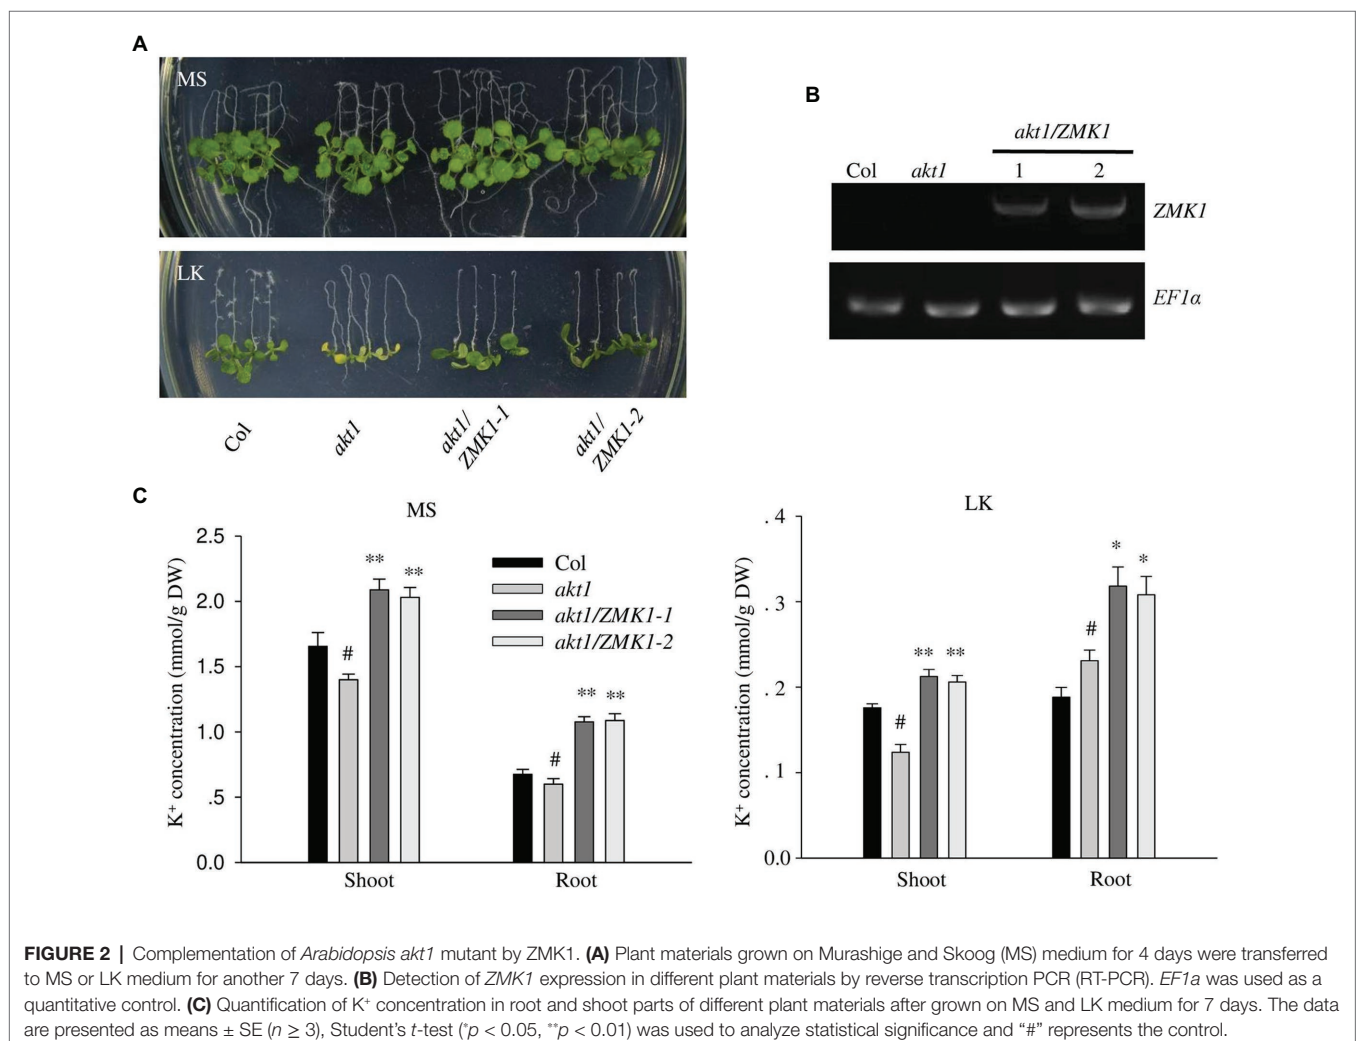 A
MS
LK
Col
akt1
akt1/
ZMK1-1
akt1/
ZMK1-2
B
akt1/ZMK1
Col akt1 1 2
ZMK1
EF1α
C
MS
K⁺ concentration (mmol/g DW)
2.5
2.0
1.5
1.0
.5
0.0
** **
#
** **
#
Shoot Root
Col
akt1
akt1/ZMK1-1
akt1/ZMK1-2
LK
K⁺ concentration (mmol/g DW)
.4
.3
.2
.1
0.0
** **
#
* *
#
Shoot Root
FIGURE 2 | Complementation of Arabidopsis akt1 mutant by ZMK1. (A) Plant materials grown on Murashige and Skoog (MS) medium for 4 days were transferred
to MS or LK medium for another 7 days. (B) Detection of ZMK1 expression in different plant materials by reverse transcription PCR (RT-PCR). EF1a was used as a
quantitative control. (C) Quantification of K⁺ concentration in root and shoot parts of different plant materials after grown on MS and LK medium for 7 days. The data
are presented as means ± SE (n ≥ 3), Student's t-test (*p < 0.05, **p < 0.01) was used to analyze statistical significance and "#" represents the control.